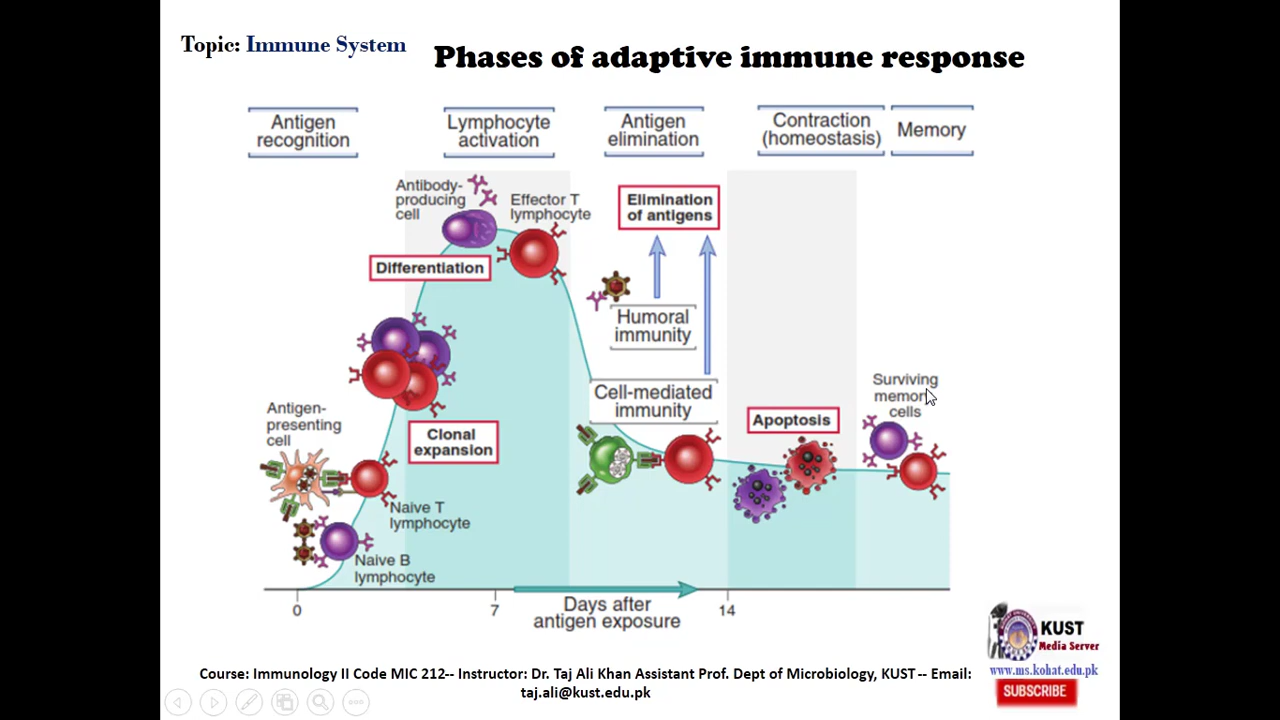 Topic: Immune System
Phases of adaptive immune response
Antigen
recognition
Lymphocyte
activation
Antigen
elimination
Contraction
(homeostasis)
Memory
Antibody-
producing
cell
Effector T
lymphocyte
Elimination
of antigens
Differentiation
Humoral
immunity
Cell-mediated
immunity
Surviving
memory
cells
Antigen-
presenting
cell
Clonal
expansion
Apoptosis
Naive T
lymphocyte
Naive B
lymphocyte
0
7
14
Days after
antigen exposure
KUST
Media Server
www.ms.kohat.edu.pk
SUBSCRIBE
Course: Immunology II Code MIC 212-- Instructor: Dr. Taj Ali Khan Assistant Prof. Dept of Microbiology, KUST -- Email:
taj.ali@kust.edu.pk